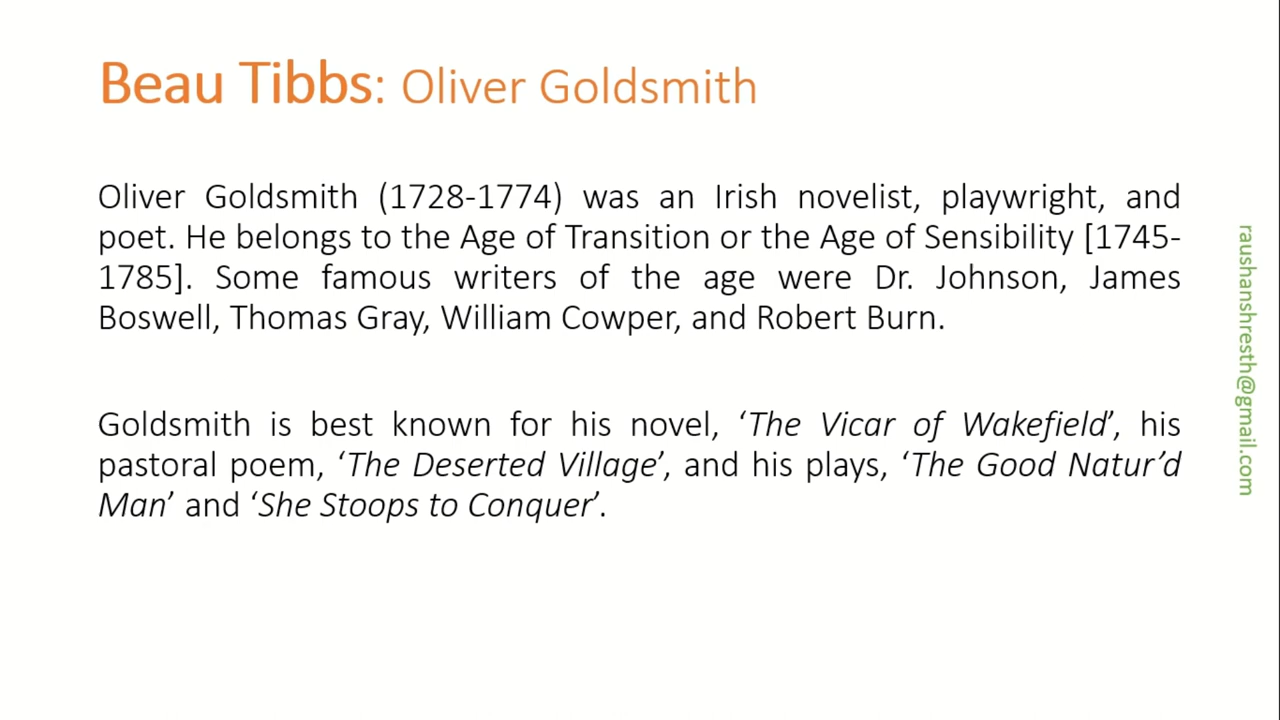 Beau Tibbs: Oliver Goldsmith
Oliver Goldsmith (1728-1774) was an Irish novelist, playwright, and
poet. He belongs to the Age of Transition or the Age of Sensibility [1745-
1785]. Some famous writers of the age were Dr. Johnson, James
Boswell, Thomas Gray, William Cowper, and Robert Burn.
Goldsmith is best known for his novel, ‘The Vicar of Wakefield’, his
pastoral poem, ‘The Deserted Village’, and his plays, ‘The Good Natur’d
Man’ and ‘She Stoops to Conquer’.
raushanshresth@gmail.com